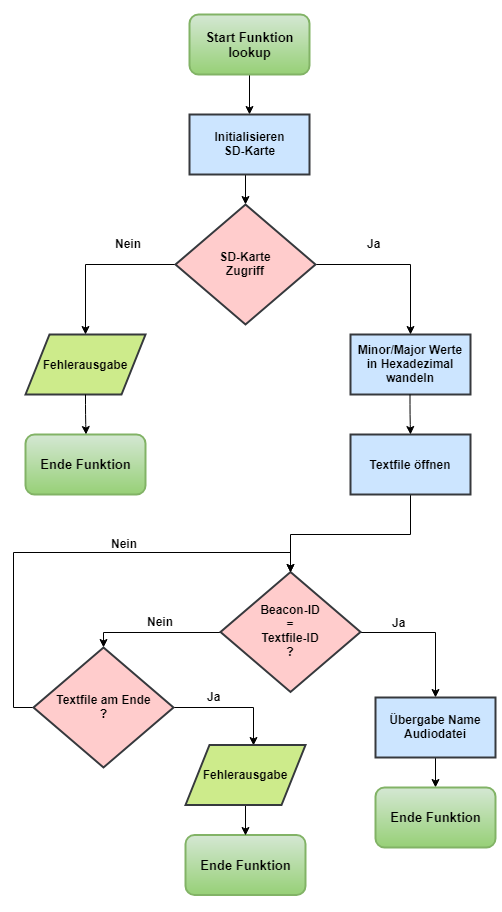 Start Funktion
lookup
Initialisieren
SD-Karte
SD-Karte
Zugriff
Nein
Ja
Fehlerausgabe
Minor/Major Werte
in Hexadezimal
wandeln
Ende Funktion
Textfile öffnen
Nein
Beacon-ID
=
Textfile-ID
?
Nein
Ja
Textfile am Ende
?
Ja
Übergabe Name
Audiodatei
Fehlerausgabe
Ende Funktion
Ende Funktion